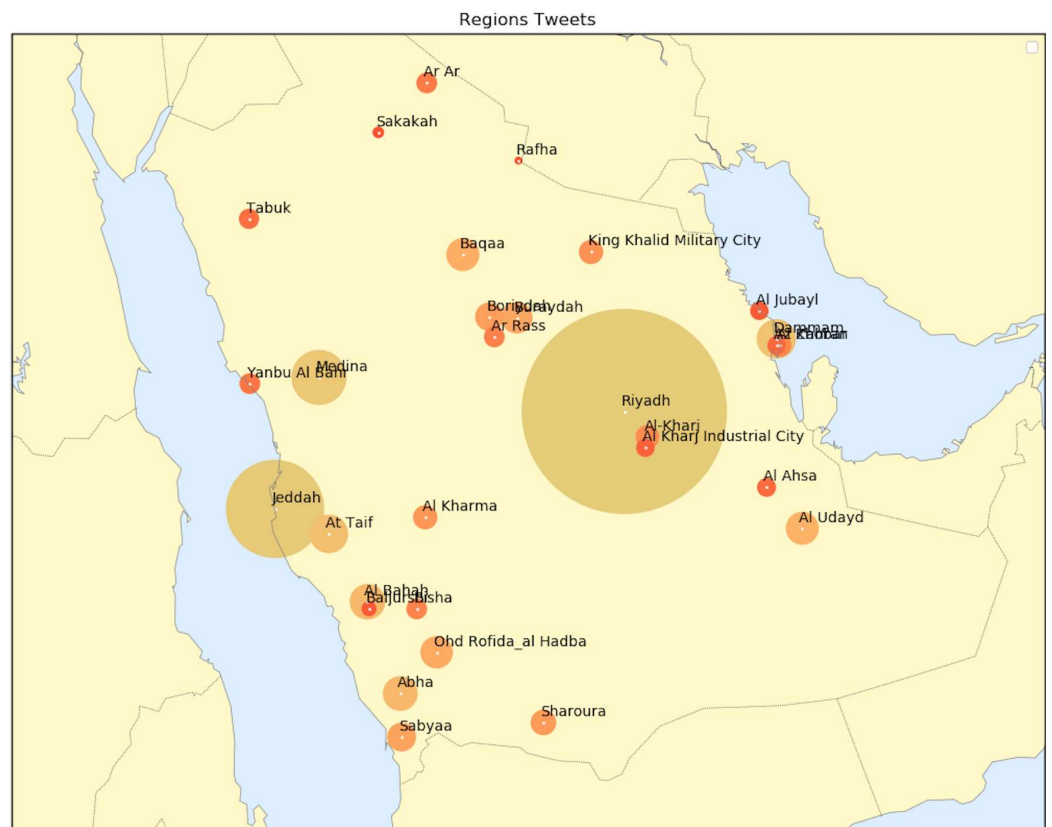 Regions Tweets
Ar Ar
Sakakah
Rafha
Tabuk
Baqaa
King Khalid Military City
Buraydah
Ar Rass
Al Jubayl
Dammam
Medina
Yanbu Al Bahr
Riyadh
Al-Kharj
Al Kharj Industrial City
Al Ahsa
Jeddah
Al Kharma
At Taif
Al Udayd
Al Bahah
Baljurshi
Bisha
Ohd Rofida_al Hadba
Abha
Sharoura
Sabyaa